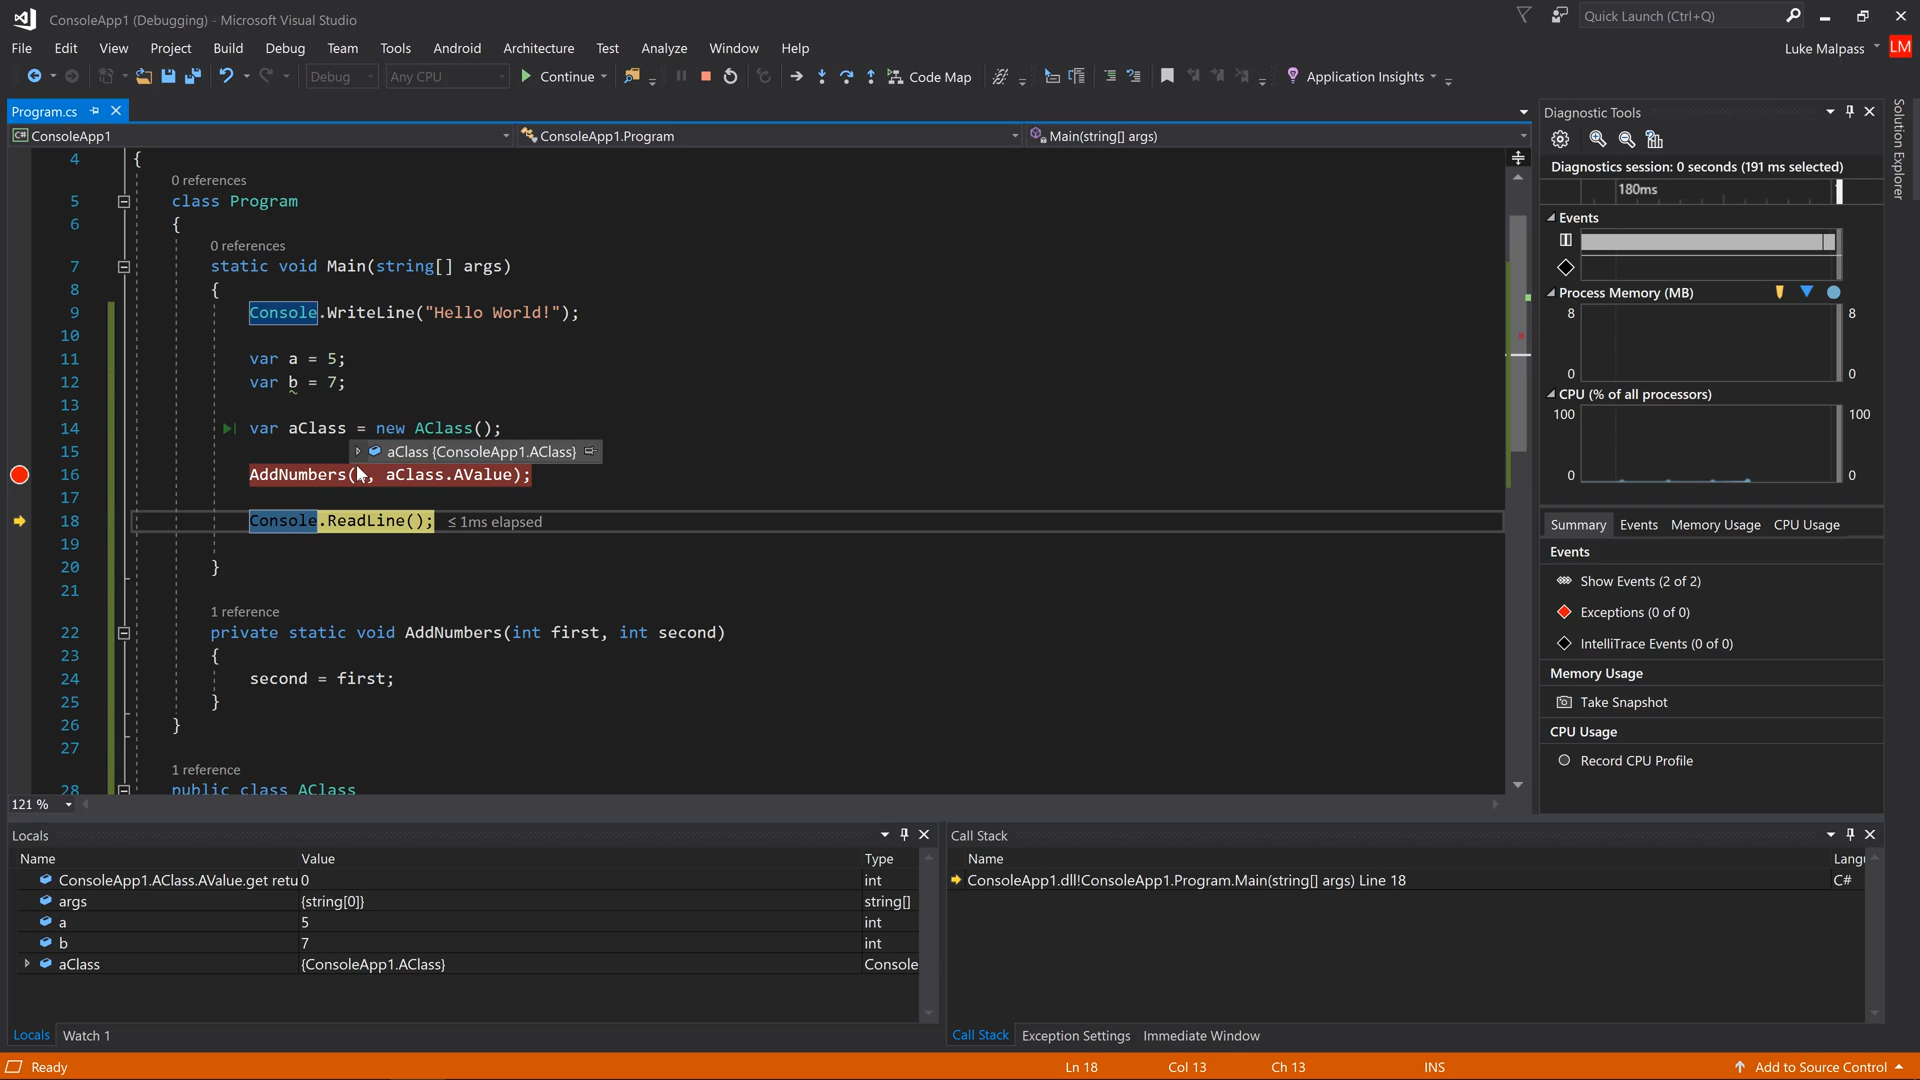 ConsoleApp1 (Debugging) - Microsoft Visual Studio
Quick Launch (Ctrl+Q)
File Edit View Project Build Debug Team Tools Android Architecture Test Analyze Window Help
Luke Malpass LM
Debug Any CPU Continue Code Map Application Insights
Program.cs
C# ConsoleApp1 ConsoleApp1.Program Main(string[] args)
4 {
0 references
5 class Program
6 {
0 references
7 static void Main(string[] args)
8 {
9 Console.WriteLine("Hello World!");
10
11 var a = 5;
12 var b = 7;
13
14 var aClass = new AClass();
15 aClass {ConsoleApp1.AClass}
16 AddNumbers( , aClass.AValue);
17
18 Console.ReadLine(); ≤ 1ms elapsed
19
20 }
21
1 reference
22 private static void AddNumbers(int first, int second)
23 {
24 second = first;
25 }
26 }
27
1 reference
28 public class AClass
121 %
Diagnostic Tools
Diagnostics session: 0 seconds (191 ms selected)
180ms
Events
Process Memory (MB)
8 8
0 0
CPU (% of all processors)
100 100
0 0
Summary Events Memory Usage CPU Usage
Events
Show Events (2 of 2)
Exceptions (0 of 0)
IntelliTrace Events (0 of 0)
Memory Usage
Take Snapshot
CPU Usage
Record CPU Profile
Solution Explorer
Locals
Name Value Type
ConsoleApp1.AClass.AValue.get retu 0 int
args {string[0]} string[]
a 5 int
b 7 int
aClass {ConsoleApp1.AClass} Console
Locals Watch 1
Call Stack
Name Langu
ConsoleApp1.dll!ConsoleApp1.Program.Main(string[] args) Line 18 C#
Call Stack Exception Settings Immediate Window
Ready Ln 18 Col 13 Ch 13 INS Add to Source Control